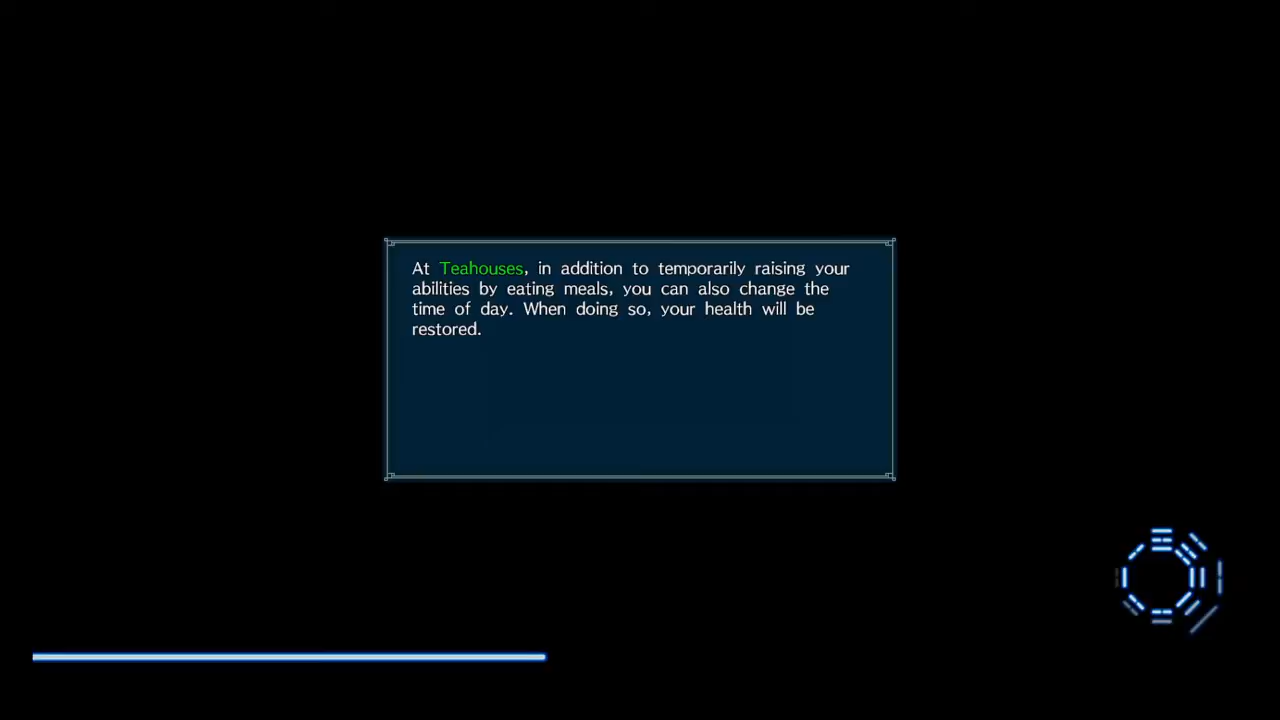 At Teahouses, in addition to temporarily raising your
abilities by eating meals, you can also change the
time of day. When doing so, your health will be
restored.